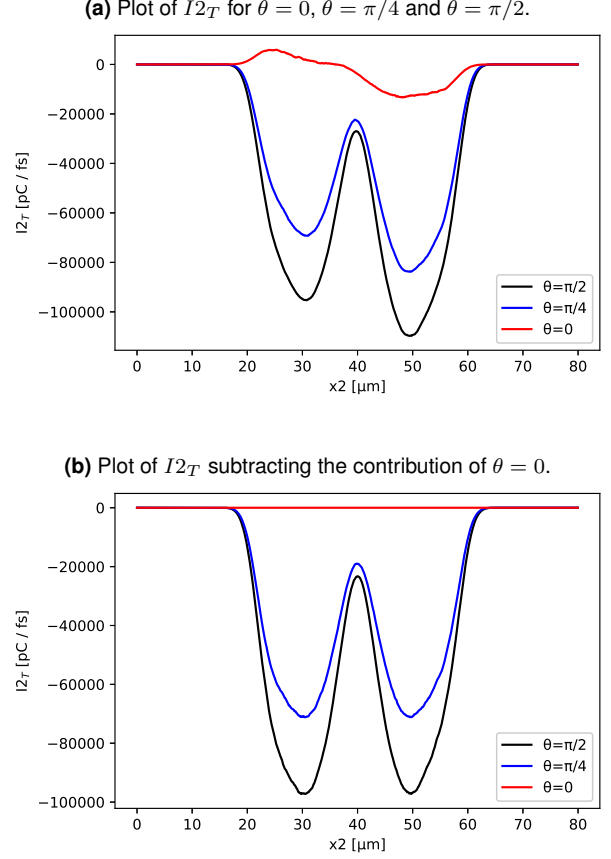 (a) Plot of I2_T for θ = 0, θ = π/4 and θ = π/2.
0
−20000
−40000
−60000
−80000
−100000
I2_T [pC / fs]
θ=π/2
θ=π/4
θ=0
0 10 20 30 40 50 60 70 80
x2 [μm]
(b) Plot of I2_T subtracting the contribution of θ = 0.
0
−20000
−40000
−60000
−80000
−100000
I2_T [pC / fs]
θ=π/2
θ=π/4
θ=0
0 10 20 30 40 50 60 70 80
x2 [μm]